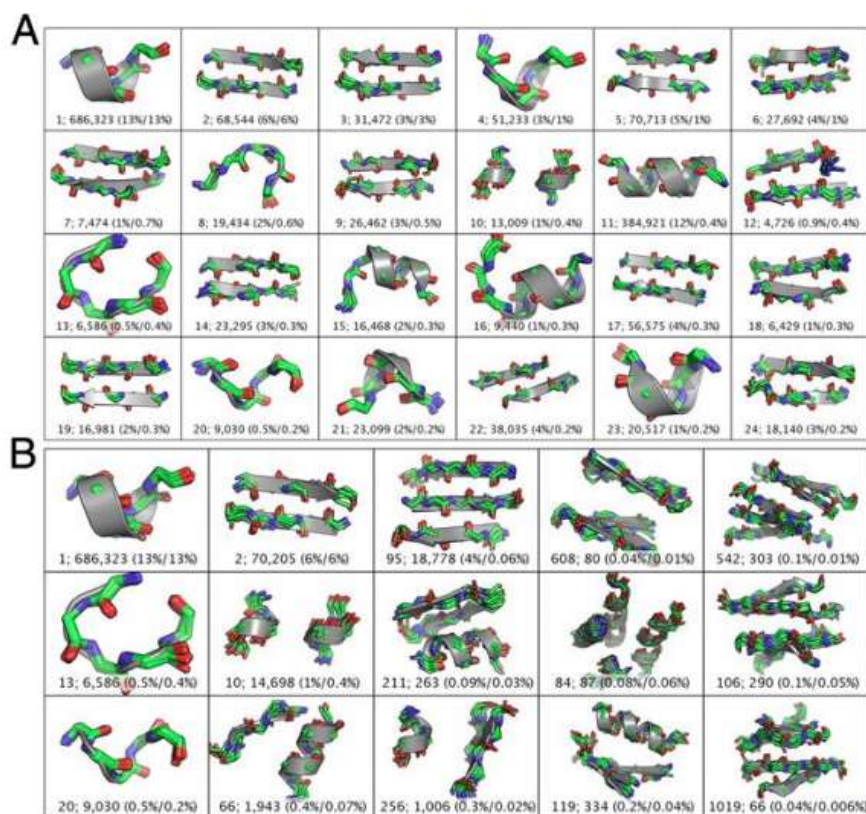 A
1; 686,323 (13%/13%)
2; 68,544 (6%/6%)
3; 31,472 (3%/3%)
4; 51,233 (3%/1%)
5; 70,713 (5%/1%)
6; 27,692 (4%/1%)
7; 7,474 (1%/0.7%)
8; 19,434 (2%/0.6%)
9; 26,462 (3%/0.5%)
10; 13,009 (1%/0.4%)
11; 384,921 (12%/0.4%)
12; 4,726 (0.9%/0.4%)
13; 6,586 (0.5%/0.4%)
14; 23,295 (3%/0.3%)
15; 16,468 (2%/0.3%)
16; 9,440 (1%/0.3%)
17; 56,575 (4%/0.3%)
18; 6,429 (1%/0.3%)
19; 16,981 (2%/0.3%)
20; 9,030 (0.5%/0.2%)
21; 23,099 (2%/0.2%)
22; 38,035 (4%/0.2%)
23; 20,517 (1%/0.2%)
24; 18,140 (3%/0.2%)
B
1; 686,323 (13%/13%)
2; 70,205 (6%/6%)
95; 18,778 (4%/0.06%)
608; 80 (0.04%/0.01%)
542; 303 (0.1%/0.01%)
13; 6,586 (0.5%/0.4%)
10; 14,698 (1%/0.4%)
211; 263 (0.09%/0.03%)
84; 87 (0.08%/0.06%)
106; 290 (0.1%/0.05%)
20; 9,030 (0.5%/0.2%)
66; 1,943 (0.4%/0.07%)
256; 1,006 (0.3%/0.02%)
119; 334 (0.2%/0.04%)
1019; 66 (0.04%/0.006%)